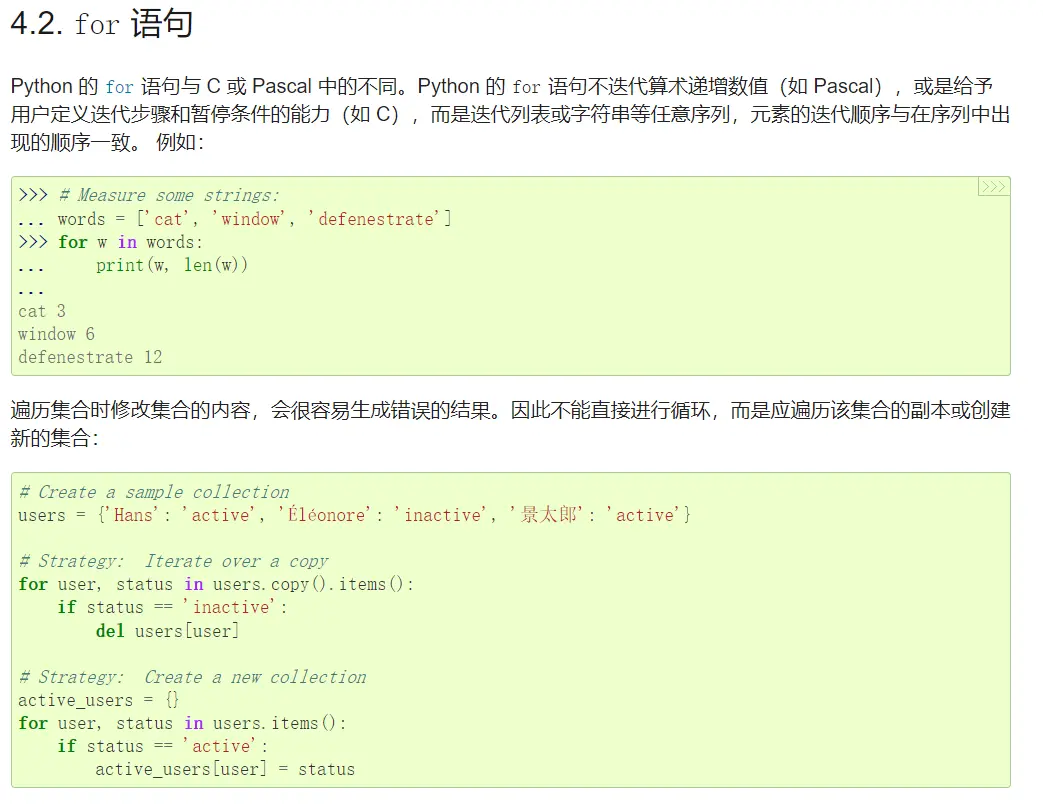 4.2. for 语句
Python 的 for 语句与 C 或 Pascal 中的不同。Python 的 for 语句不迭代算术递增数值（如 Pascal），或是给予
用户定义迭代步骤和暂停条件的能力（如 C），而是迭代列表或字符串等任意序列，元素的迭代顺序与在序列中出
现的顺序一致。 例如：
>>>
>>> # Measure some strings:
... words = ['cat', 'window', 'defenestrate']
>>> for w in words:
...     print(w, len(w))
...
cat 3
window 6
defenestrate 12
遍历集合时修改集合的内容，会很容易生成错误的结果。因此不能直接进行循环，而是应遍历该集合的副本或创建
新的集合：
# Create a sample collection
users = {'Hans': 'active', 'Éléonore': 'inactive', '景太郎': 'active'}
# Strategy:  Iterate over a copy
for user, status in users.copy().items():
    if status == 'inactive':
        del users[user]
# Strategy:  Create a new collection
active_users = {}
for user, status in users.items():
    if status == 'active':
        active_users[user] = status